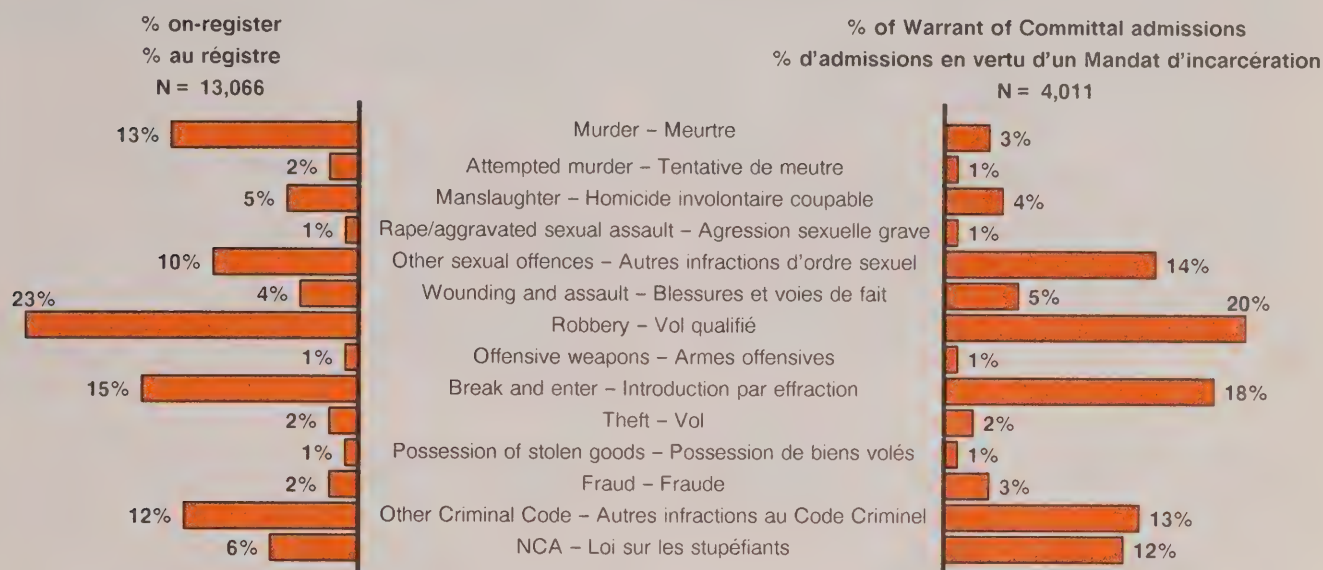 % on-register
% au régistre
N = 13,066
% of Warrant of Committal admissions
% d'admissions en vertu d'un Mandat d'incarcération
N = 4,011
13% Murder – Meurtre 3%
2% Attempted murder – Tentative de meutre 1%
5% Manslaughter – Homicide involontaire coupable 4%
1% Rape/aggravated sexual assault – Agression sexuelle grave 1%
10% Other sexual offences – Autres infractions d'ordre sexuel 14%
4% Wounding and assault – Blessures et voies de fait 5%
23% Robbery – Vol qualifié 20%
1% Offensive weapons – Armes offensives 1%
15% Break and enter – Introduction par effraction 18%
2% Theft – Vol 2%
1% Possession of stolen goods – Possession de biens volés 1%
2% Fraud – Fraude 3%
12% Other Criminal Code – Autres infractions au Code Criminel 13%
6% NCA – Loi sur les stupéfiants 12%